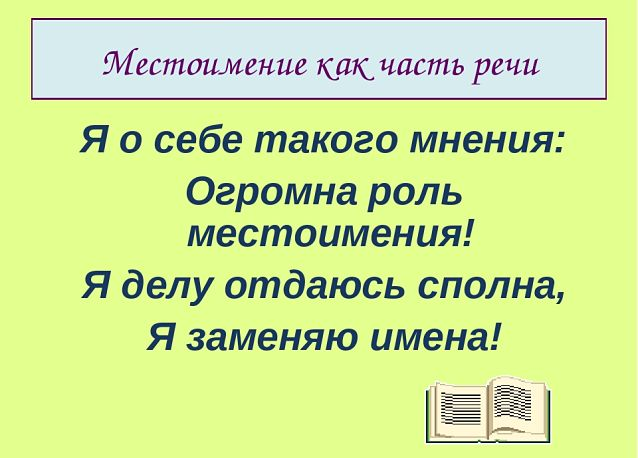 Местоимение как часть речи
Я о себе такого мнения:
Огромна роль
местоимения!
Я делу отдаюсь сполна,
Я заменяю имена!